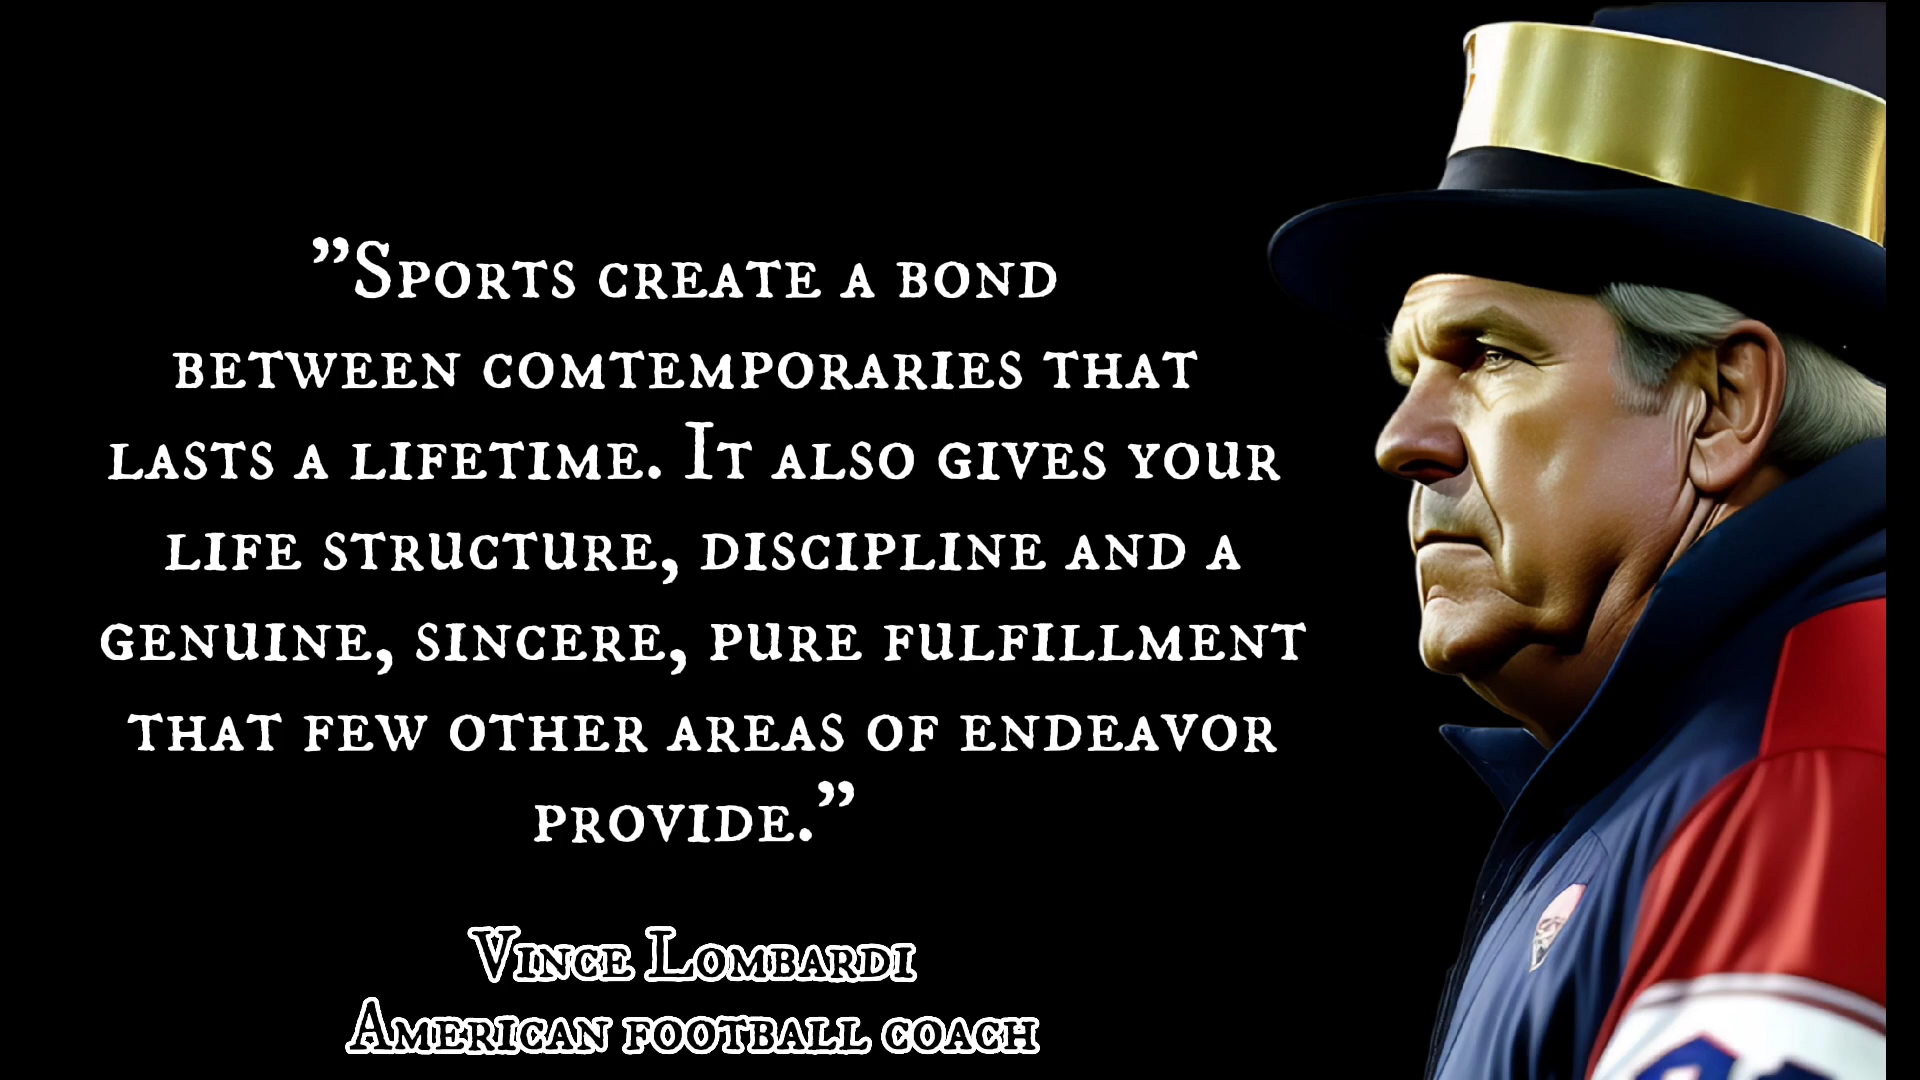 ”Sports create a bond
between comtemporaries that
lasts a lifetime. It also gives your
life structure, discipline and a
genuine, sincere, pure fulfillment
that few other areas of endeavor
provide.”
Vince Lombardi
American football coach